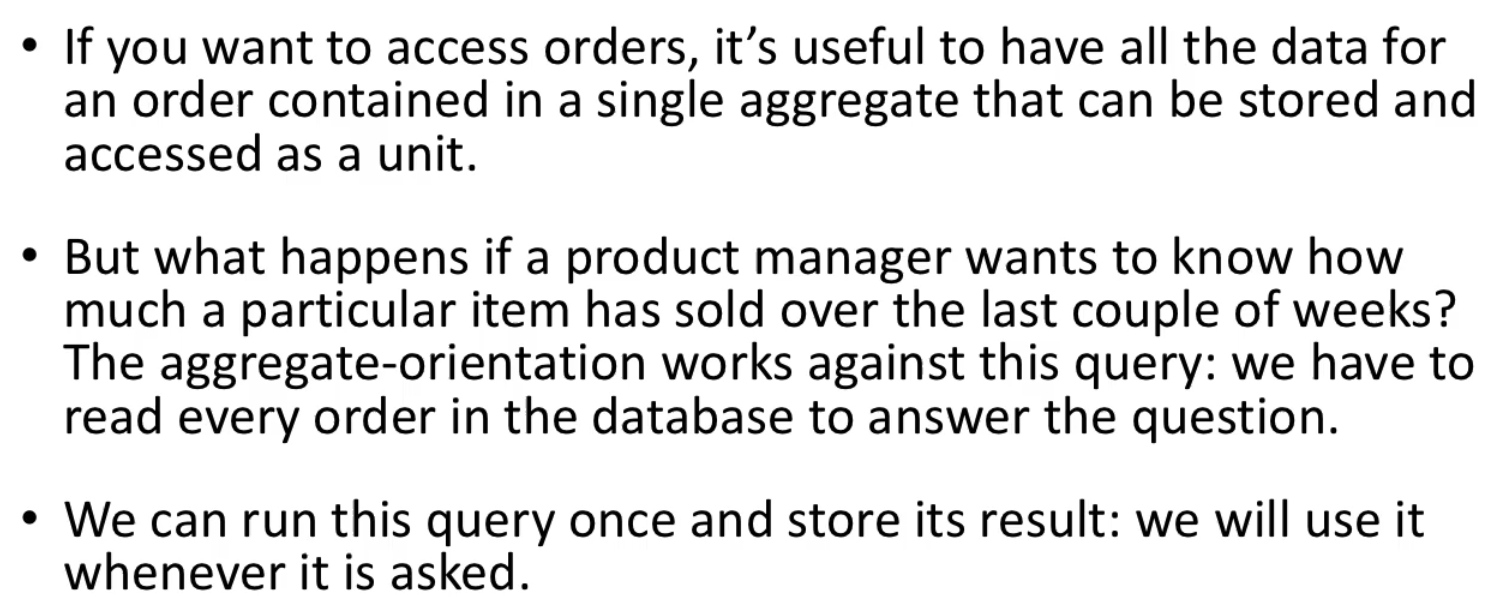 • If you want to access orders, it’s useful to have all the data for
an order contained in a single aggregate that can be stored and
accessed as a unit.
• But what happens if a product manager wants to know how
much a particular item has sold over the last couple of weeks?
The aggregate-orientation works against this query: we have to
read every order in the database to answer the question.
• We can run this query once and store its result: we will use it
whenever it is asked.